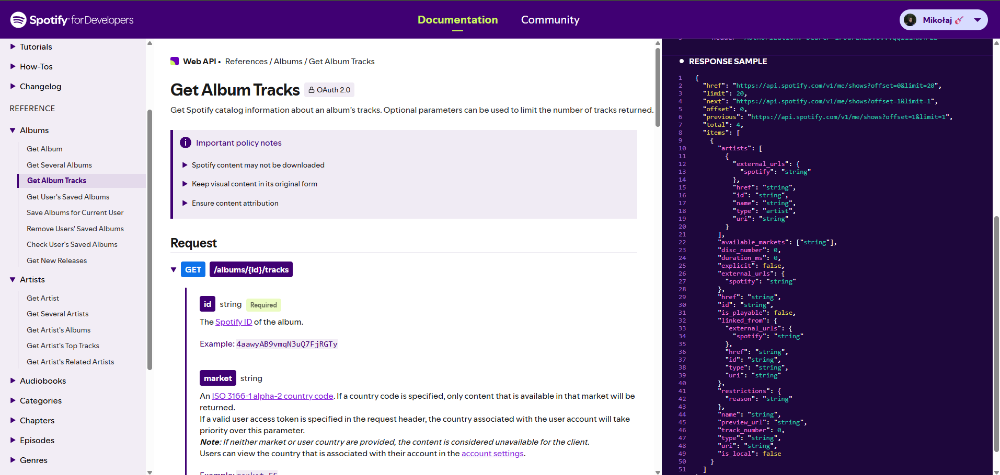 Spotify for Developers
Documentation
Community
Mikołaj 🎸
Tutorials
How-Tos
Changelog
REFERENCE
Albums
Get Album
Get Several Albums
Get Album Tracks
Get User's Saved Albums
Save Albums for Current User
Remove Users' Saved Albums
Check User's Saved Albums
Get New Releases
Artists
Get Artist
Get Several Artists
Get Artist's Albums
Get Artist's Top Tracks
Get Artist's Related Artists
Audiobooks
Categories
Chapters
Episodes
Genres
Web API • References / Albums / Get Album Tracks
Get Album Tracks OAuth 2.0
Get Spotify catalog information about an album’s tracks. Optional parameters can be used to limit the number of tracks returned.
Important policy notes
Spotify content may not be downloaded
Keep visual content in its original form
Ensure content attribution
Request
GET /albums/{id}/tracks
id string Required
The Spotify ID of the album.
Example: 4aawyAB9vmqN3uQ7FjRGTy
market string
An ISO 3166-1 alpha-2 country code. If a country code is specified, only content that is available in that market will be
returned.
If a valid user access token is specified in the request header, the country associated with the user account will take
priority over this parameter.
Note: If neither market or user country are provided, the content is considered unavailable for the client.
Users can view the country that is associated with their account in the account settings.
RESPONSE SAMPLE
1 {
2 "href": "https://api.spotify.com/v1/me/shows?offset=0&limit=20",
3 "limit": 20,
4 "next": "https://api.spotify.com/v1/me/shows?offset=1&limit=1",
5 "offset": 0,
6 "previous": "https://api.spotify.com/v1/me/shows?offset=1&limit=1",
7 "total": 4,
8 "items": [
9 {
10 "artists": [
11 {
12 "external_urls": {
13 "spotify": "string"
14 },
15 "href": "string",
16 "id": "string",
17 "name": "string",
18 "type": "artist",
19 "uri": "string"
20 }
21 ],
22 "available_markets": ["string"],
23 "disc_number": 0,
24 "duration_ms": 0,
25 "explicit": false,
26 "external_urls": {
27 "spotify": "string"
28 },
29 "href": "string",
30 "id": "string",
31 "is_playable": false,
32 "linked_from": {
33 "external_urls": {
34 "spotify": "string"
35 },
36 "href": "string",
37 "id": "string",
38 "type": "string",
39 "uri": "string"
40 },
41 "restrictions": {
42 "reason": "string"
43 },
44 "name": "string",
45 "preview_url": "string",
46 "track_number": 0,
47 "type": "string",
48 "uri": "string",
49 "is_local": false
50 }
51 ]